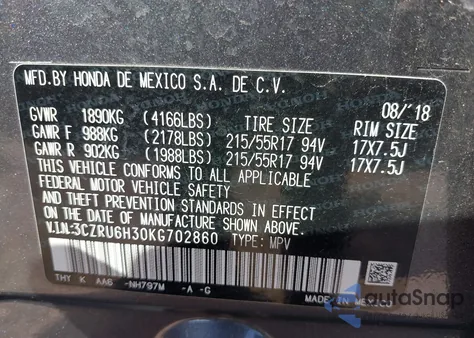 MFD.BY HONDA DE MEXICO S.A. DE C.V.
08/'18
GVWR 1890KG (4166LBS) TIRE SIZE RIM SIZE
GAWR F 988KG (2178LBS) 215/55R17 94V 17X7.5J
GAWR R 902KG (1988LBS) 215/55R17 94V 17X7.5J
THIS VEHICLE CONFORMS TO ALL APPLICABLE
FEDERAL MOTOR VEHICLE SAFETY
AND THEFT PREVENTION STANDARDS IN
EFFECT ON THE DATE OF MANUFACTURE SHOWN ABOVE.
V.I.N.:3CZRU6H30KG702860 TYPE: MPV
THY K AA6 -NH797M -A -G
MADE IN MEXICO
autoSnap